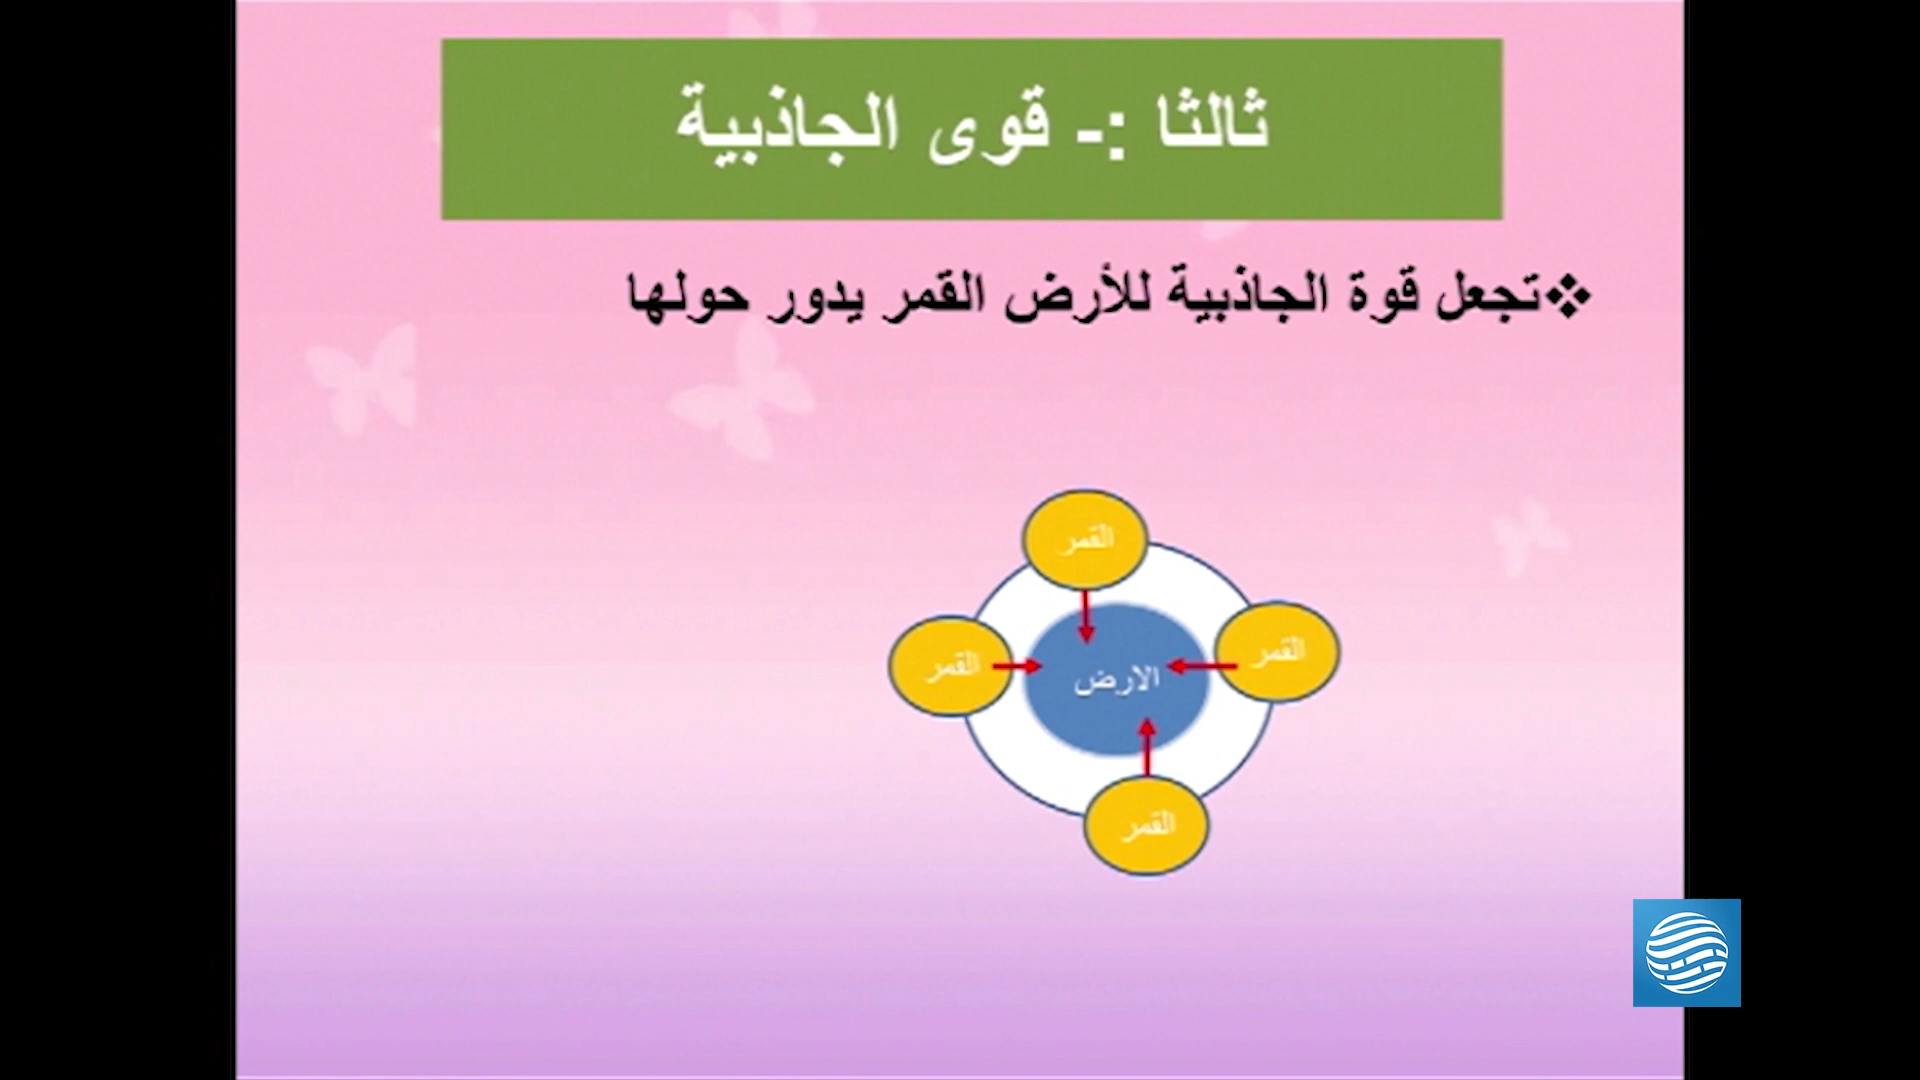 ثالثا :- قوى الجاذبية
❖تجعل قوة الجاذبية للأرض القمر يدور حولها
القمر
القمر
القمر
الارض
القمر